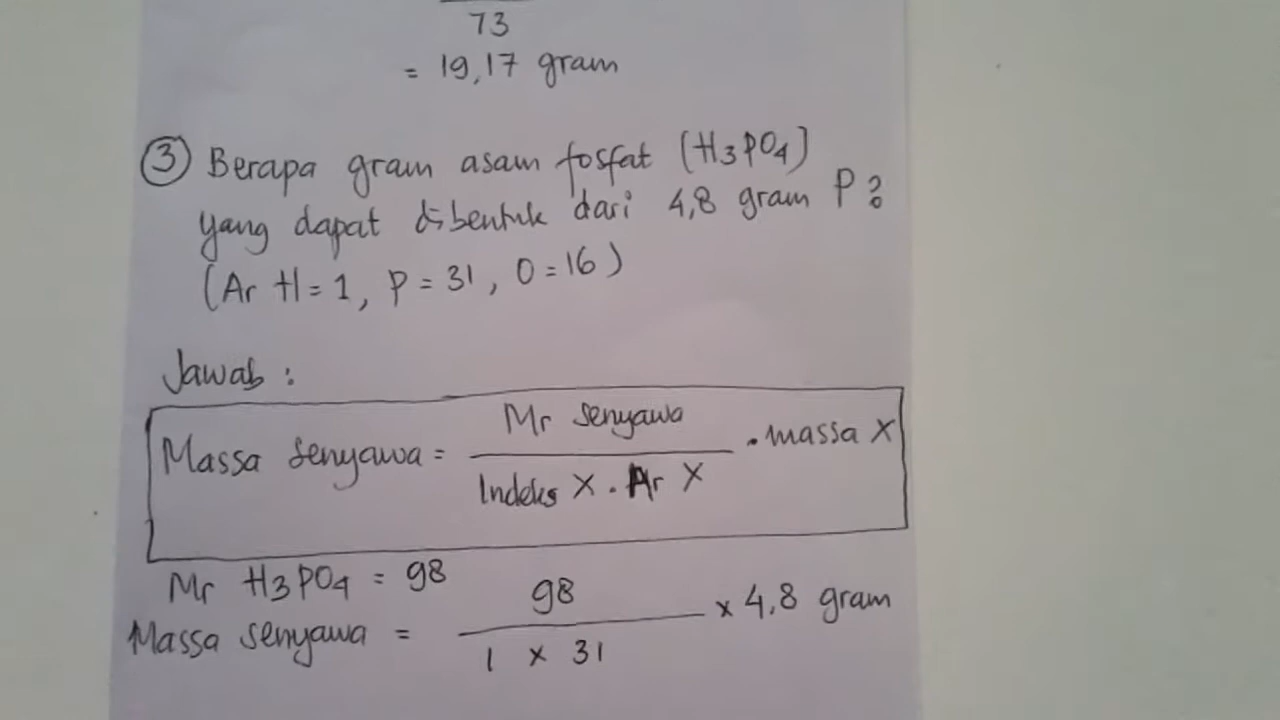 73
= 19,17 gram
③ Berapa gram asam fosfat (H3PO4)
yang dapat dibentuk dari 4,8 gram P?
(Ar H = 1, P = 31, O = 16)
Jawab :
Massa senyawa = Mr senyawa / Indeks X . Ar X . massa X
Mr H3PO4 = 98
Massa senyawa = 98 / 1 x 31 x 4,8 gram